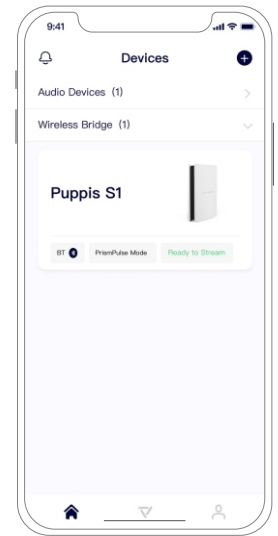 9:41
Devices
Audio Devices (1)
Wireless Bridge (1)
Puppis S1
BT PrismPulse Mode Ready to Stream